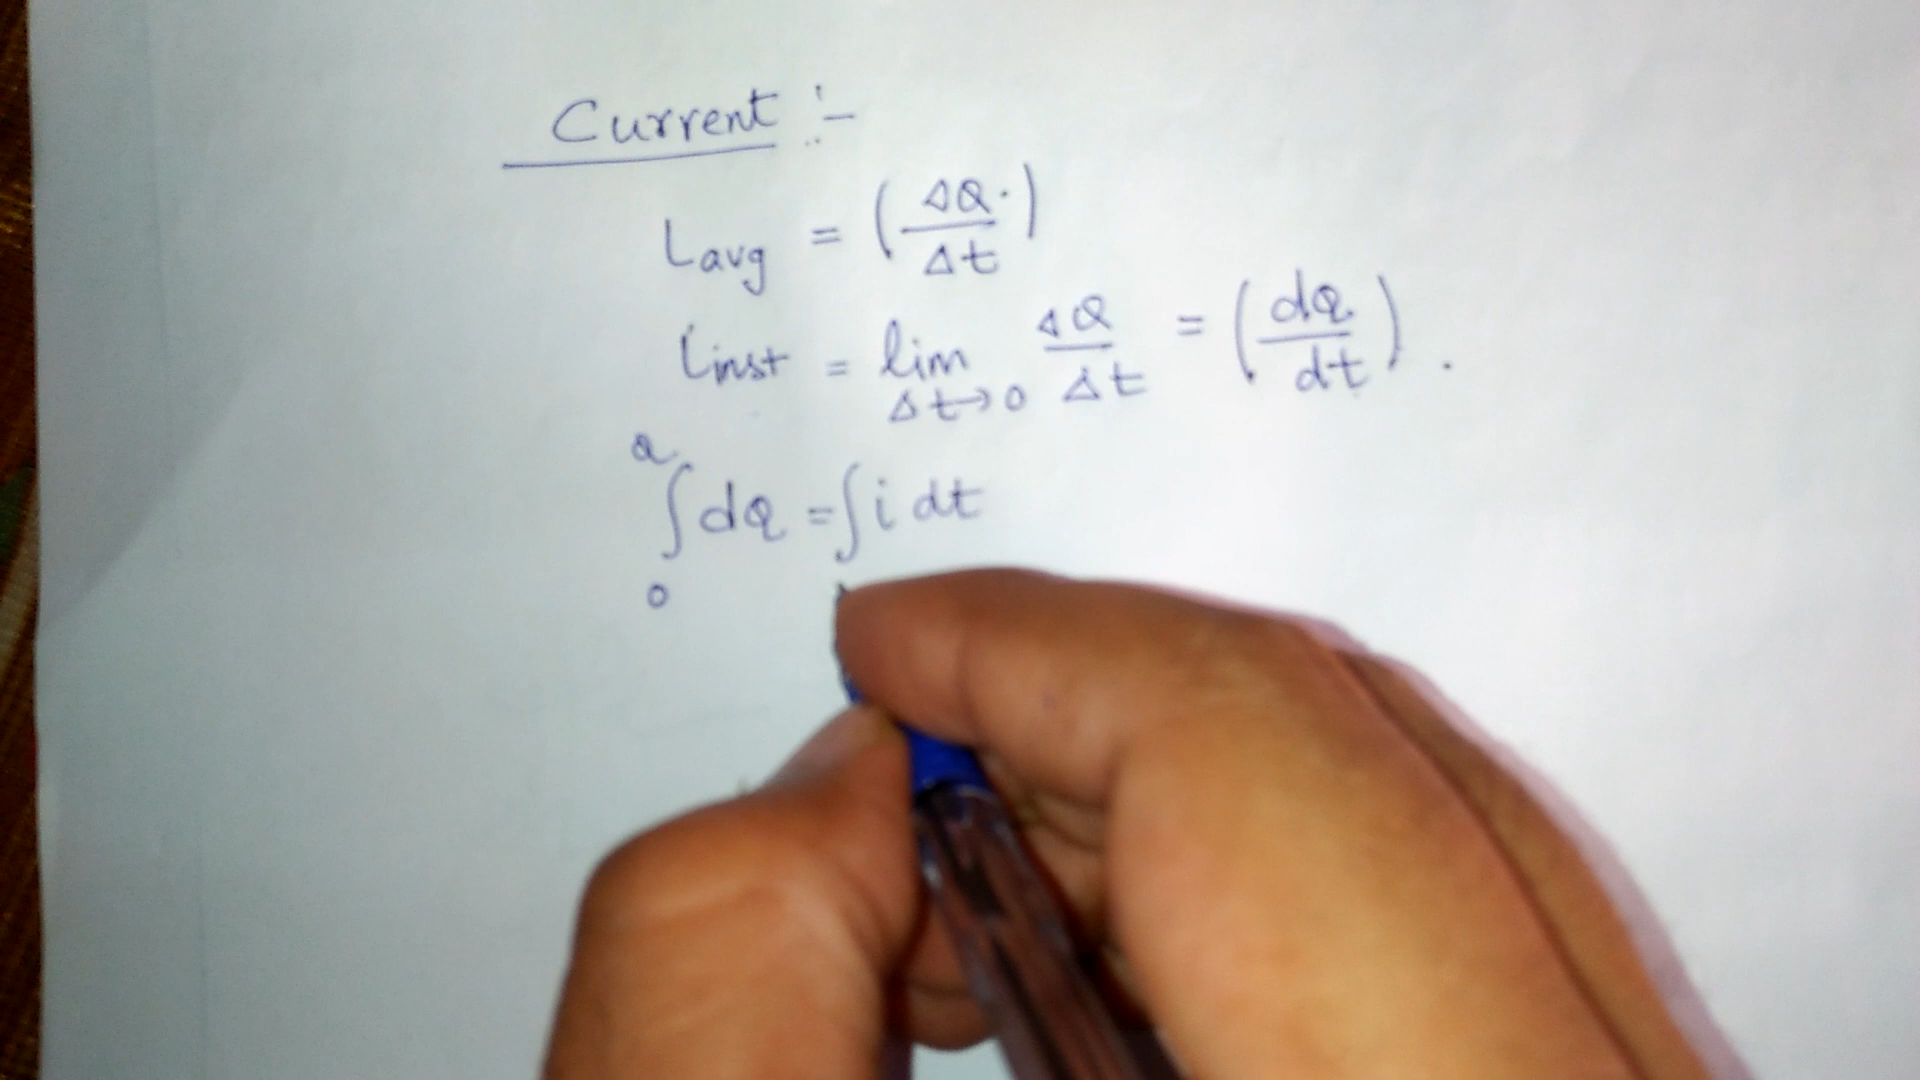 Current :-
iavg = (ΔQ/Δt)
iinst = lim Δt→0 ΔQ/Δt = (dQ/dt).
∫₀^Q dQ = ∫ i dt